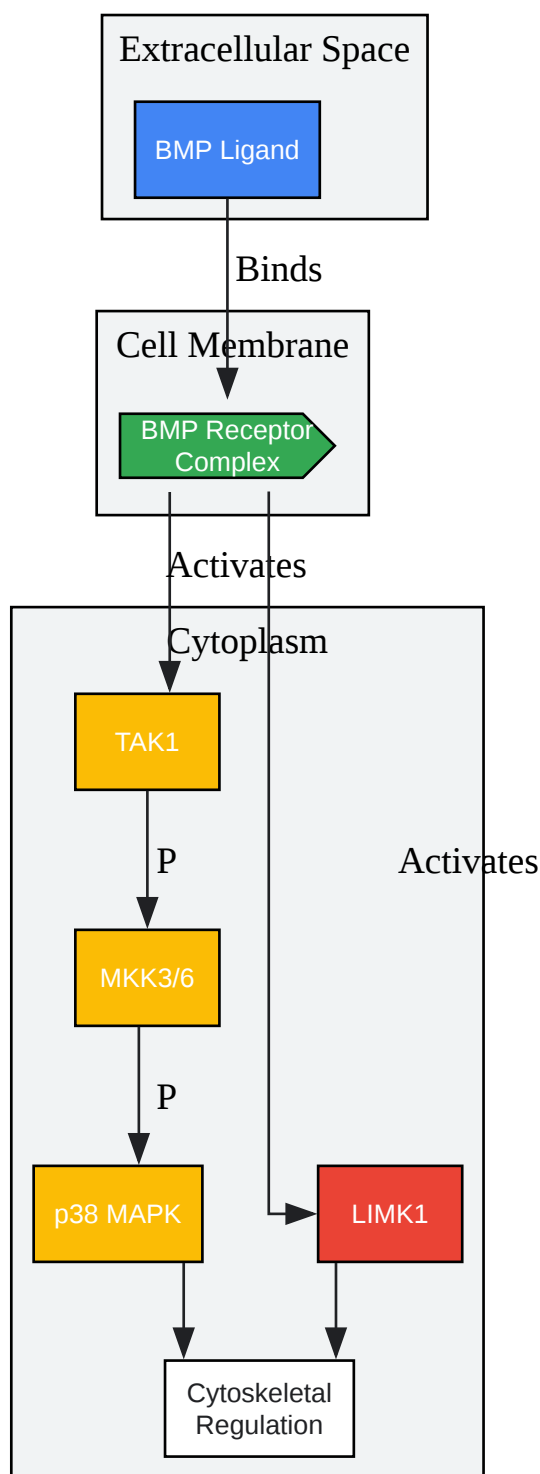 Extracellular Space
BMP Ligand
Binds
Cell Membrane
BMP Receptor
Complex
Activates
Cytoplasm
TAK1
P
Activates
MKK3/6
P
p38 MAPK
LIMK1
Cytoskeletal
Regulation